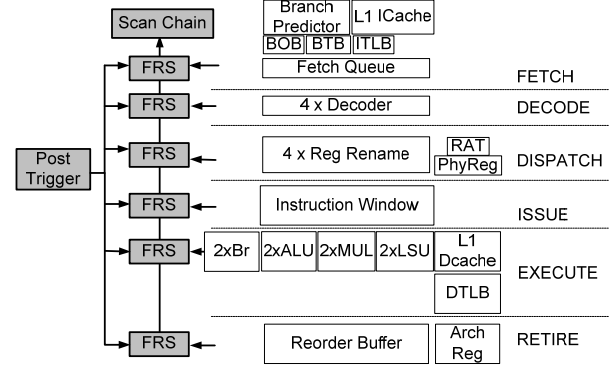 Scan Chain
Branch
Predictor
L1 ICache
BOB
BTB
ITLB
FRS
Fetch Queue
FETCH
FRS
4 x Decoder
DECODE
Post
Trigger
FRS
4 x Reg Rename
RAT
PhyReg
DISPATCH
FRS
Instruction Window
ISSUE
FRS
2xBr
2xALU
2xMUL
2xLSU
L1
Dcache
DTLB
EXECUTE
FRS
Reorder Buffer
Arch
Reg
RETIRE